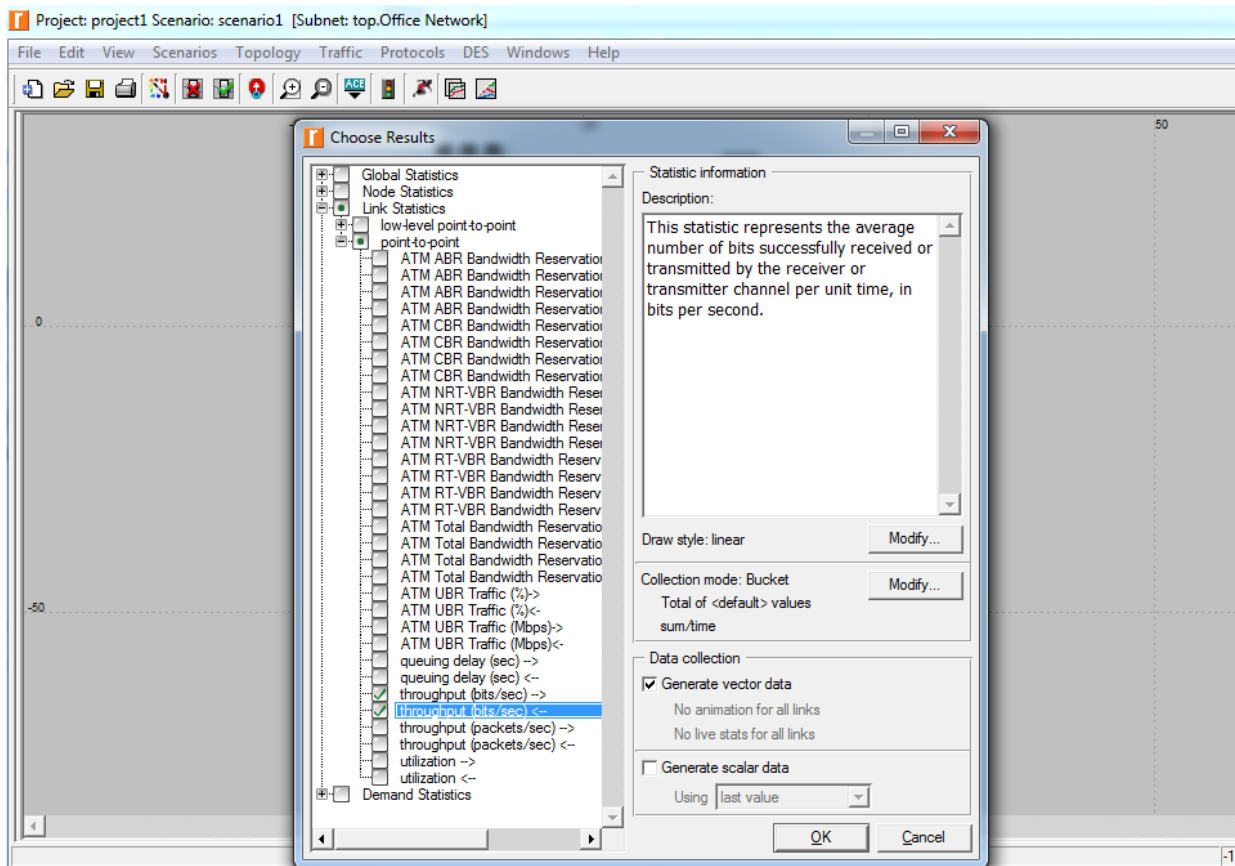 Project: project1 Scenario: scenario1 [Subnet: top.Office Network]
File Edit View Scenarios Topology Traffic Protocols DES Windows Help
ACE
50
0
-50
-1
Choose Results
Global Statistics
Node Statistics
Link Statistics
low-level point-to-point
point-to-point
ATM ABR Bandwidth Reservation
ATM ABR Bandwidth Reservation
ATM ABR Bandwidth Reservation
ATM ABR Bandwidth Reservation
ATM CBR Bandwidth Reservation
ATM CBR Bandwidth Reservation
ATM CBR Bandwidth Reservation
ATM CBR Bandwidth Reservation
ATM NRT-VBR Bandwidth Reser
ATM NRT-VBR Bandwidth Reser
ATM NRT-VBR Bandwidth Reser
ATM NRT-VBR Bandwidth Reser
ATM RT-VBR Bandwidth Reserv
ATM RT-VBR Bandwidth Reserv
ATM RT-VBR Bandwidth Reserv
ATM RT-VBR Bandwidth Reserv
ATM Total Bandwidth Reservatio
ATM Total Bandwidth Reservatio
ATM Total Bandwidth Reservatio
ATM Total Bandwidth Reservatio
ATM UBR Traffic (%)->
ATM UBR Traffic (%)<-
ATM UBR Traffic (Mbps)->
ATM UBR Traffic (Mbps)<-
queuing delay (sec) -->
queuing delay (sec) <--
throughput (bits/sec) -->
throughput (bits/sec) <--
throughput (packets/sec) -->
throughput (packets/sec) <--
utilization -->
utilization <--
Demand Statistics
Statistic information
Description:
This statistic represents the average
number of bits successfully received or
transmitted by the receiver or
transmitter channel per unit time, in
bits per second.
Draw style: linear
Modify...
Collection mode: Bucket
Modify...
Total of <default> values
sum/time
Data collection
Generate vector data
No animation for all links
No live stats for all links
Generate scalar data
Using last value
OK Cancel